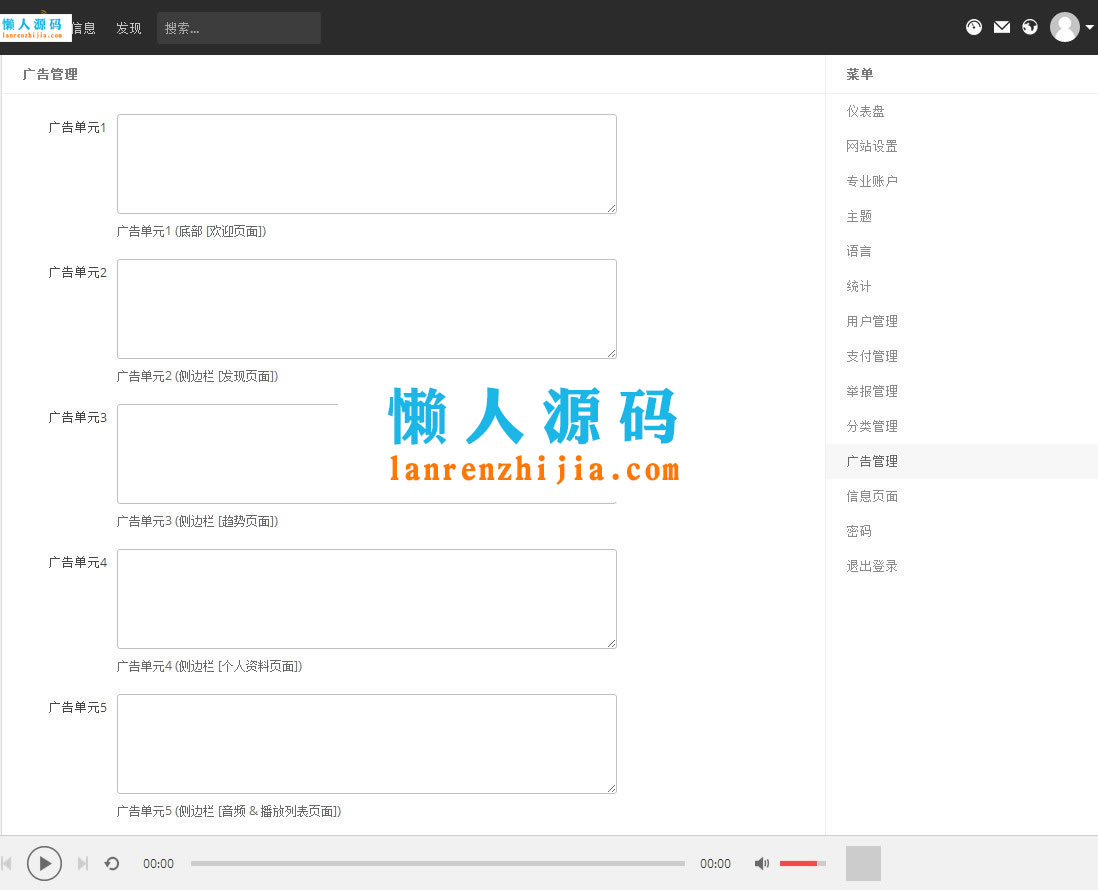 懒人源码
lanrenzhijia.com
信息 发现 搜索...
广告管理
广告单元1
广告单元1 (底部 [欢迎页面])
广告单元2
广告单元2 (侧边栏 [发现页面])
广告单元3
懒人源码
lanrenzhijia.com
广告单元3 (侧边栏 [趋势页面])
广告单元4
广告单元4 (侧边栏 [个人资料页面])
广告单元5
广告单元5 (侧边栏 [音频 & 播放列表页面])
菜单
仪表盘
网站设置
专业账户
主题
语言
统计
用户管理
支付管理
举报管理
分类管理
广告管理
信息页面
密码
退出登录
00:00 00:00